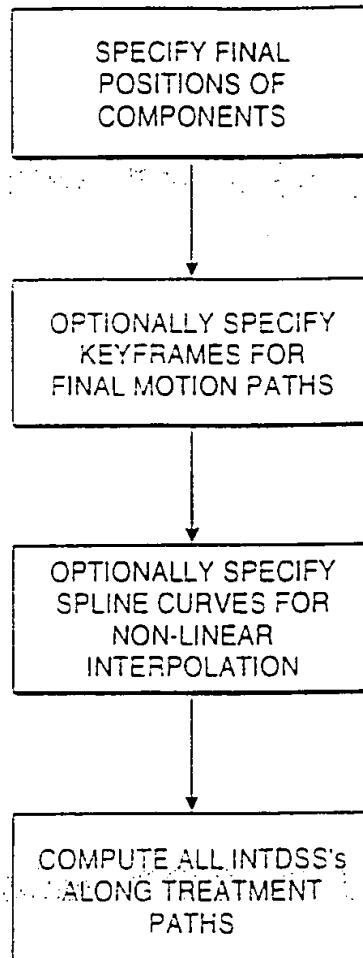 SPECIFY FINAL
POSITIONS OF
COMPONENTS
OPTIONALLY SPECIFY
KEYFRAMES FOR
FINAL MOTION PATHS
OPTIONALLY SPECIFY
SPLINE CURVES FOR
NON-LINEAR
INTERPOLATION
COMPUTE ALL INTDSS's
ALONG TREATMENT
PATHS